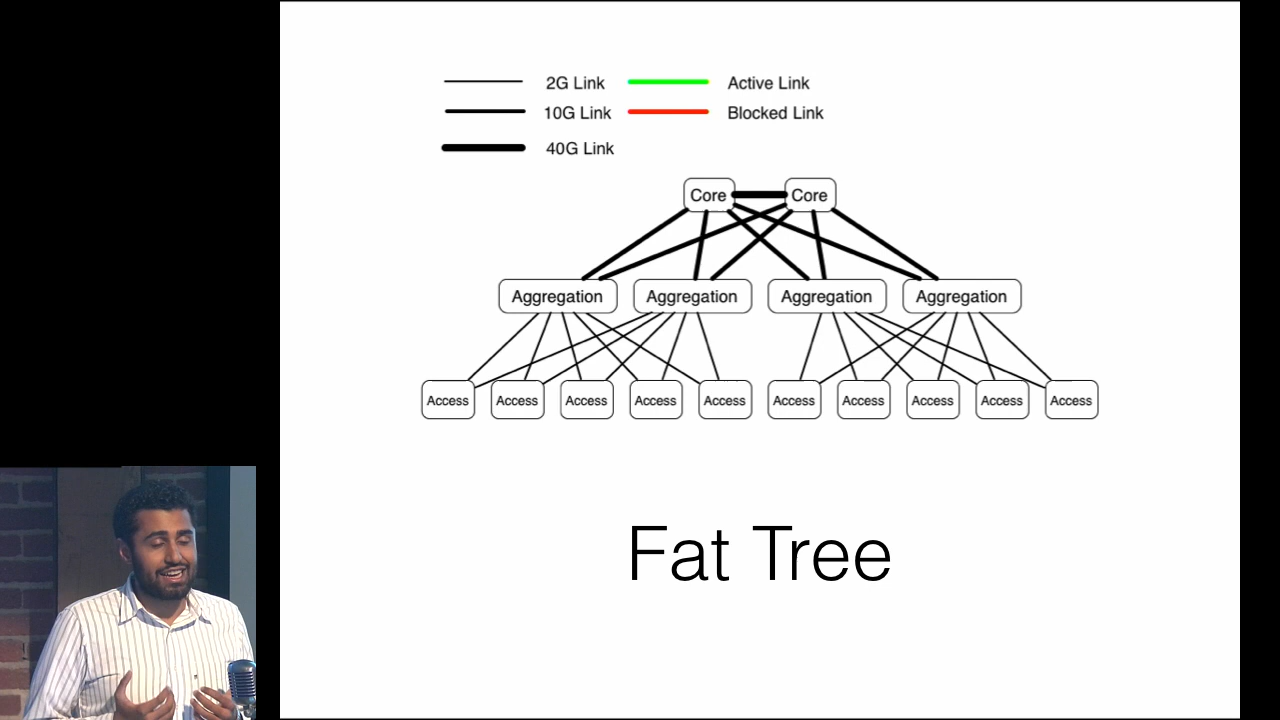 2G Link Active Link
10G Link Blocked Link
40G Link
Core Core
Aggregation Aggregation Aggregation Aggregation
Access Access Access Access Access Access Access Access Access Access
Fat Tree